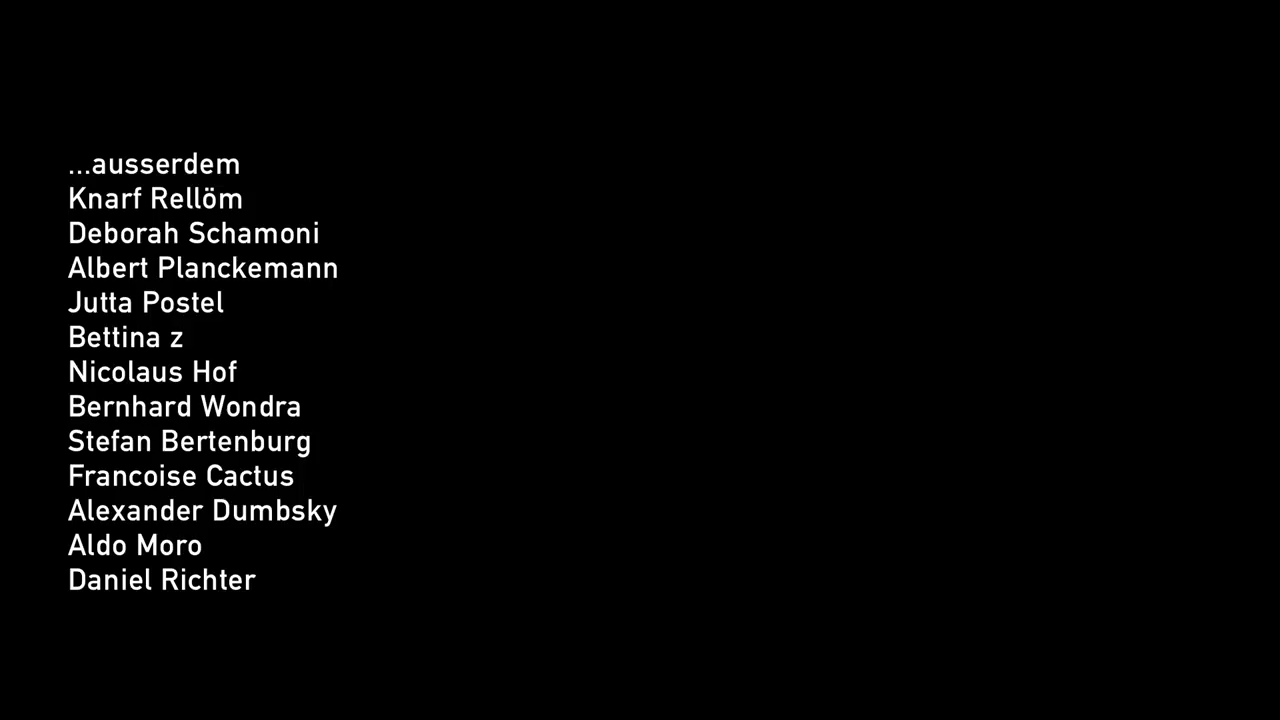 ...ausserdem
Knarf Rellöm
Deborah Schamoni
Albert Planckemann
Jutta Postel
Bettina z
Nicolaus Hof
Bernhard Wondra
Stefan Bertenburg
Francoise Cactus
Alexander Dumbsky
Aldo Moro
Daniel Richter